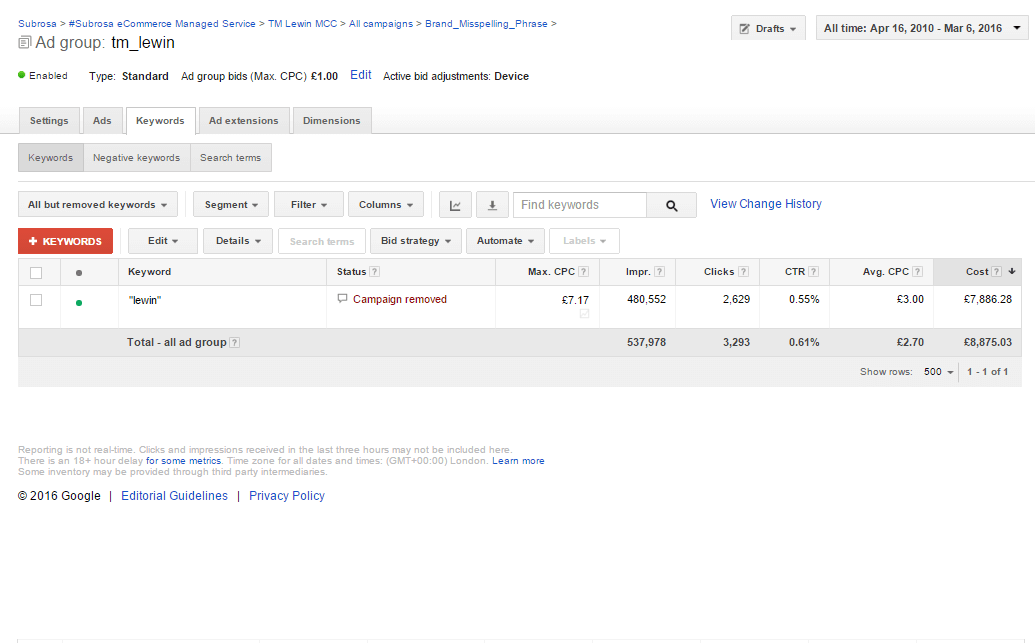 Subrosa > #Subrosa eCommerce Managed Service > TM Lewin MCC > All campaigns > Brand_Misspelling_Phrase >
Ad group: tm_lewin
Drafts
All time: Apr 16, 2010 - Mar 6, 2016
Enabled Type: Standard Ad group bids (Max. CPC) £1.00 Edit Active bid adjustments: Device
Settings Ads Keywords Ad extensions Dimensions
Keywords Negative keywords Search terms
All but removed keywords Segment Filter Columns Find keywords View Change History
+ KEYWORDS Edit Details Search terms Bid strategy Automate Labels
Keyword Status ? Max. CPC ? Impr. ? Clicks ? CTR ? Avg. CPC ? Cost ?
"lewin" Campaign removed £7.17 480,552 2,629 0.55% £3.00 £7,886.28
Total - all ad group ? 537,978 3,293 0.61% £2.70 £8,875.03
Show rows: 500 1 - 1 of 1
Reporting is not real-time. Clicks and impressions received in the last three hours may not be included here.
There is an 18+ hour delay for some metrics. Time zone for all dates and times: (GMT+00:00) London. Learn more
Some inventory may be provided through third party intermediaries.
© 2016 Google | Editorial Guidelines | Privacy Policy